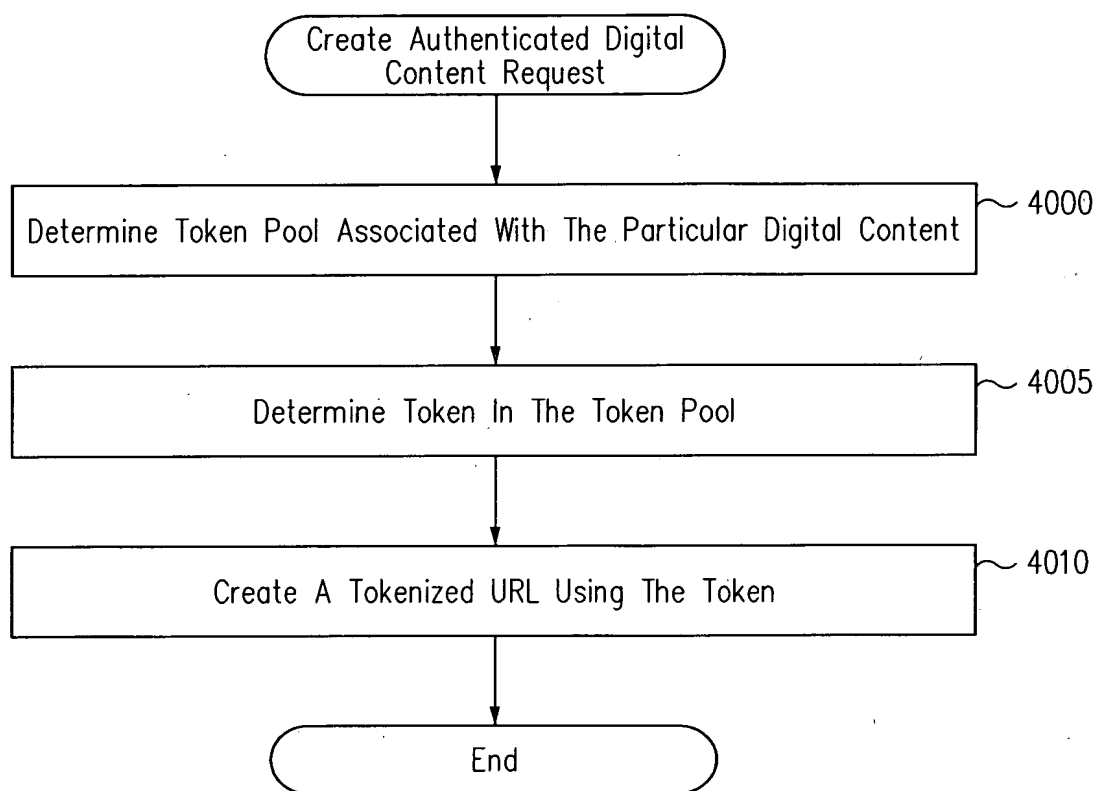 Create Authenticated Digital
Content Request
Determine Token Pool Associated With The Particular Digital Content
4000
Determine Token In The Token Pool
4005
Create A Tokenized URL Using The Token
4010
End